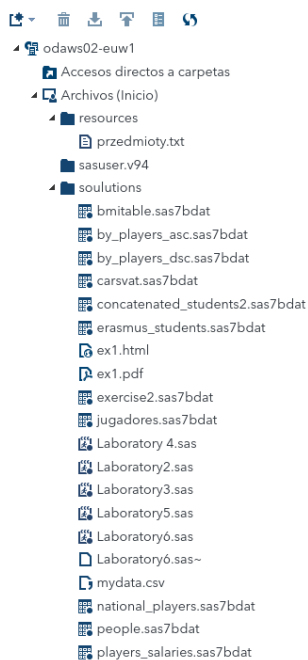 odaws02-euw1
Accesos directos a carpetas
Archivos (Inicio)
resources
przedmioty.txt
sasuser.v94
soulutions
bmitable.sas7bdat
by_players_asc.sas7bdat
by_players_dsc.sas7bdat
carsvat.sas7bdat
concatenated_students2.sas7bdat
erasmus_students.sas7bdat
ex1.html
ex1.pdf
exercise2.sas7bdat
jugadores.sas7bdat
Laboratory 4.sas
Laboratory2.sas
Laboratory3.sas
Laboratory5.sas
Laboratory6.sas
Laboratory6.sas~
mydata.csv
national_players.sas7bdat
people.sas7bdat
players_salaries.sas7bdat